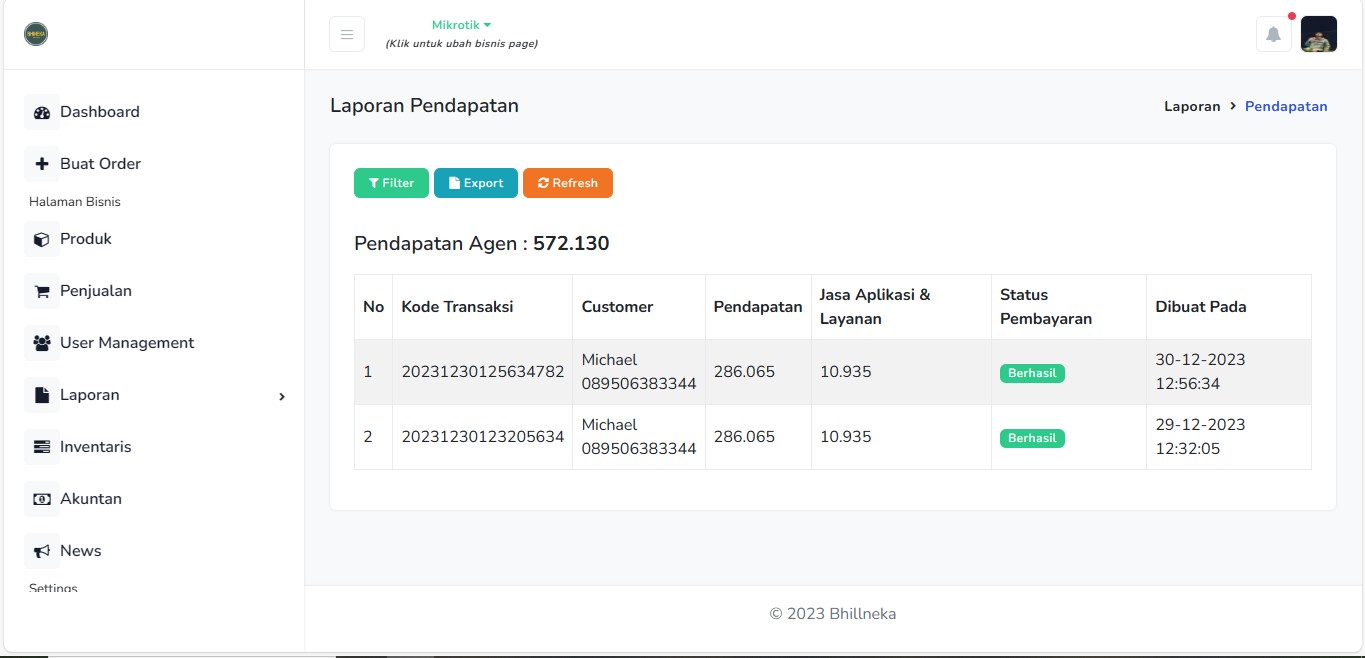 BHILLNEKA
Mikrotik
(Klik untuk ubah bisnis page)
Dashboard
Buat Order
Halaman Bisnis
Produk
Penjualan
User Management
Laporan
Inventaris
Akuntan
News
Settings
Laporan Pendapatan
Laporan > Pendapatan
Filter Export Refresh
Pendapatan Agen : 572.130
No Kode Transaksi Customer Pendapatan Jasa Aplikasi & Layanan Status Pembayaran Dibuat Pada
1 20231230125634782 Michael 089506383344 286.065 10.935 Berhasil 30-12-2023 12:56:34
2 20231230123205634 Michael 089506383344 286.065 10.935 Berhasil 29-12-2023 12:32:05
© 2023 Bhillneka